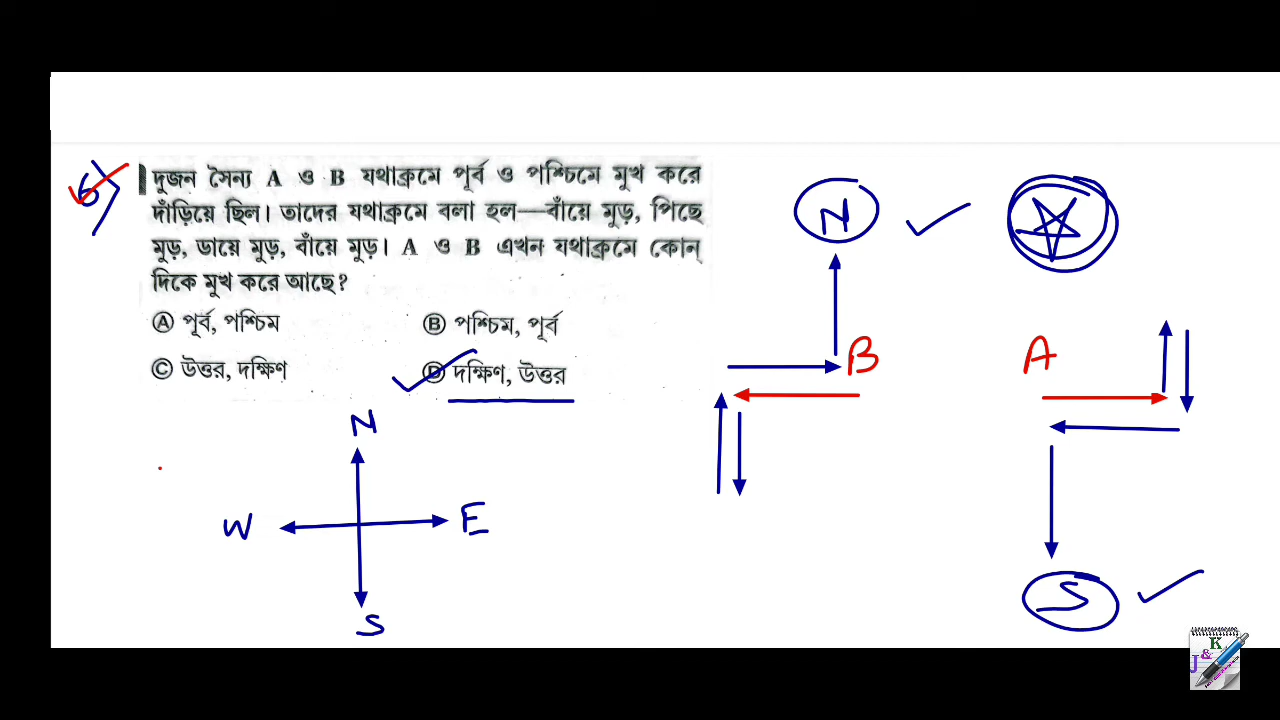 6)
দুজন সৈন্য A ও B যথাক্রমে পূর্ব ও পশ্চিমে মুখ করে
দাঁড়িয়ে ছিল। তাদের যথাক্রমে বলা হল—বাঁয়ে মুড়, পিছে
মুড়, ডায়ে মুড়, বাঁয়ে মুড়। A ও B এখন যথাক্রমে কোন্
দিকে মুখ করে আছে?
Ⓐ পূর্ব, পশ্চিম Ⓑ পশ্চিম, পূর্ব
Ⓒ উত্তর, দক্ষিণ Ⓓ দক্ষিণ, উত্তর
N
W E
S
N
B A
S
J & K